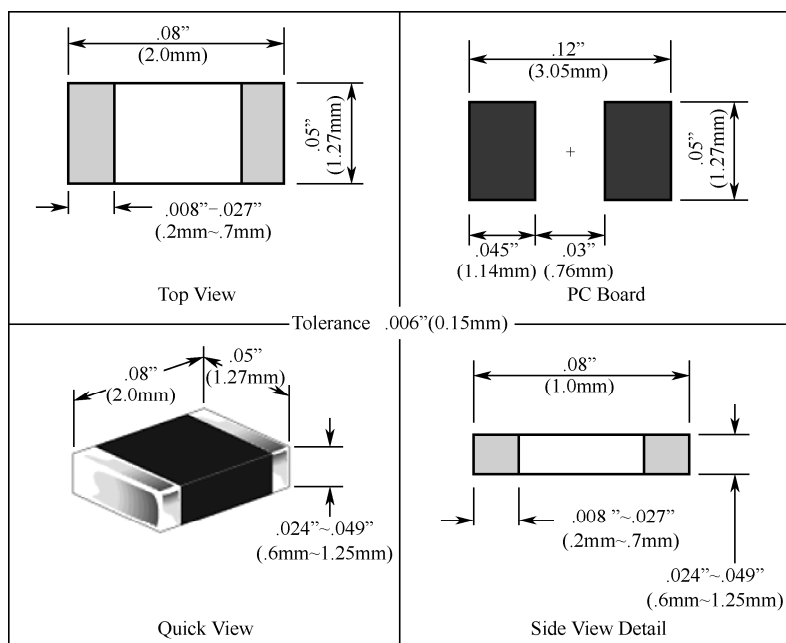 .08”
(2.0mm)
.05”
(1.27mm)
.008”−.027”
(.2mm~.7mm)
Top View
.12”
(3.05mm)
.05”
(1.27mm)
+
.045”
(1.14mm)
.03”
(.76mm)
PC Board
Tolerance .006”(0.15mm)
.08”
(2.0mm)
.05”
(1.27mm)
.024”~.049”
(.6mm~1.25mm)
Quick View
.08”
(1.0mm)
.008 ”~.027”
(.2mm~.7mm)
.024”~.049”
(.6mm~1.25mm)
Side View Detail